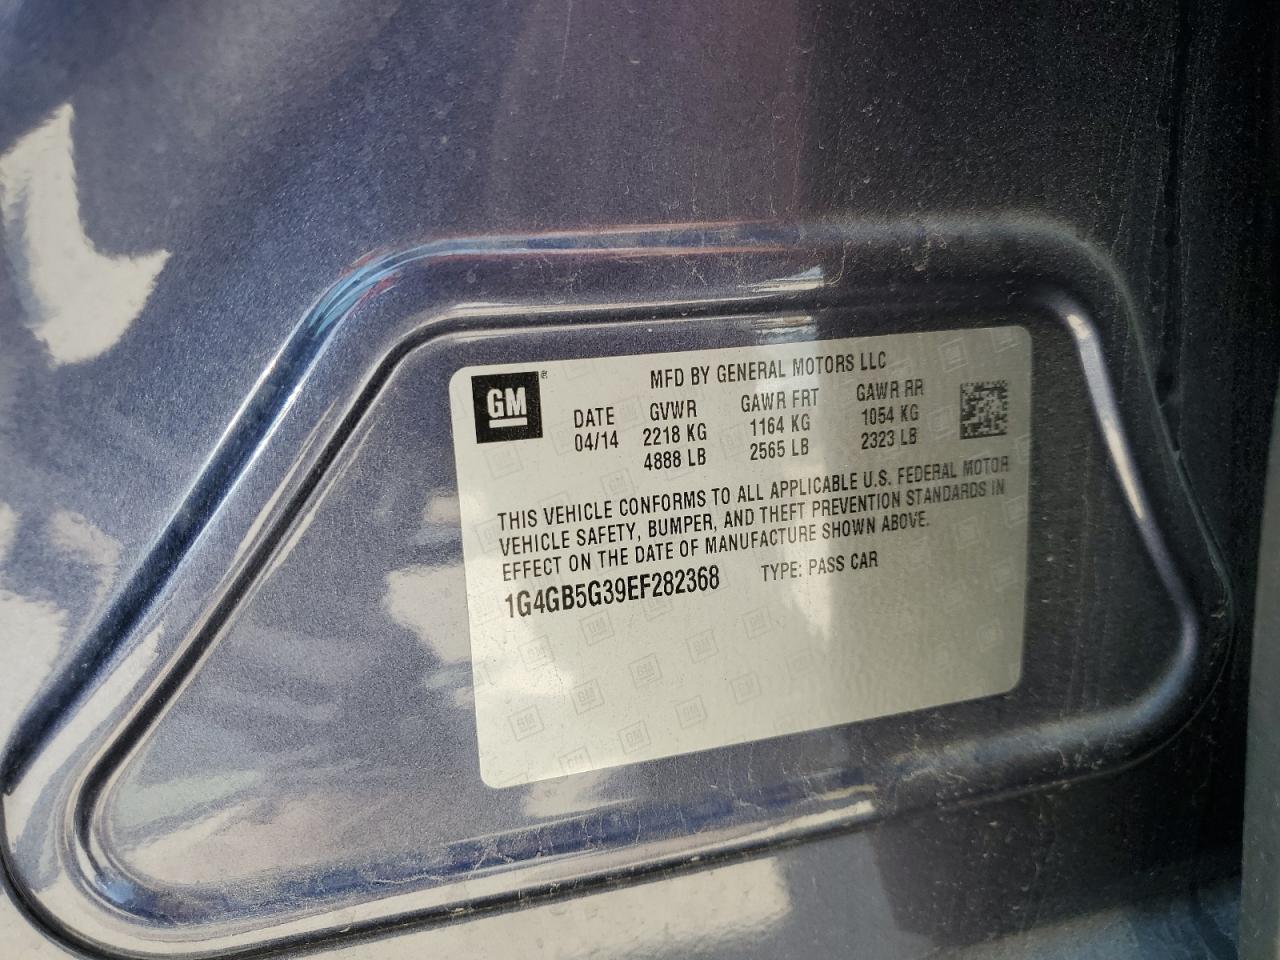 GM ®
MFD BY GENERAL MOTORS LLC
DATE GVWR GAWR FRT GAWR RR
04/14 2218 KG 1164 KG 1054 KG
4888 LB 2565 LB 2323 LB
THIS VEHICLE CONFORMS TO ALL APPLICABLE U.S. FEDERAL MOTOR
VEHICLE SAFETY, BUMPER, AND THEFT PREVENTION STANDARDS IN
EFFECT ON THE DATE OF MANUFACTURE SHOWN ABOVE.
1G4GB5G39EF282368 TYPE: PASS CAR